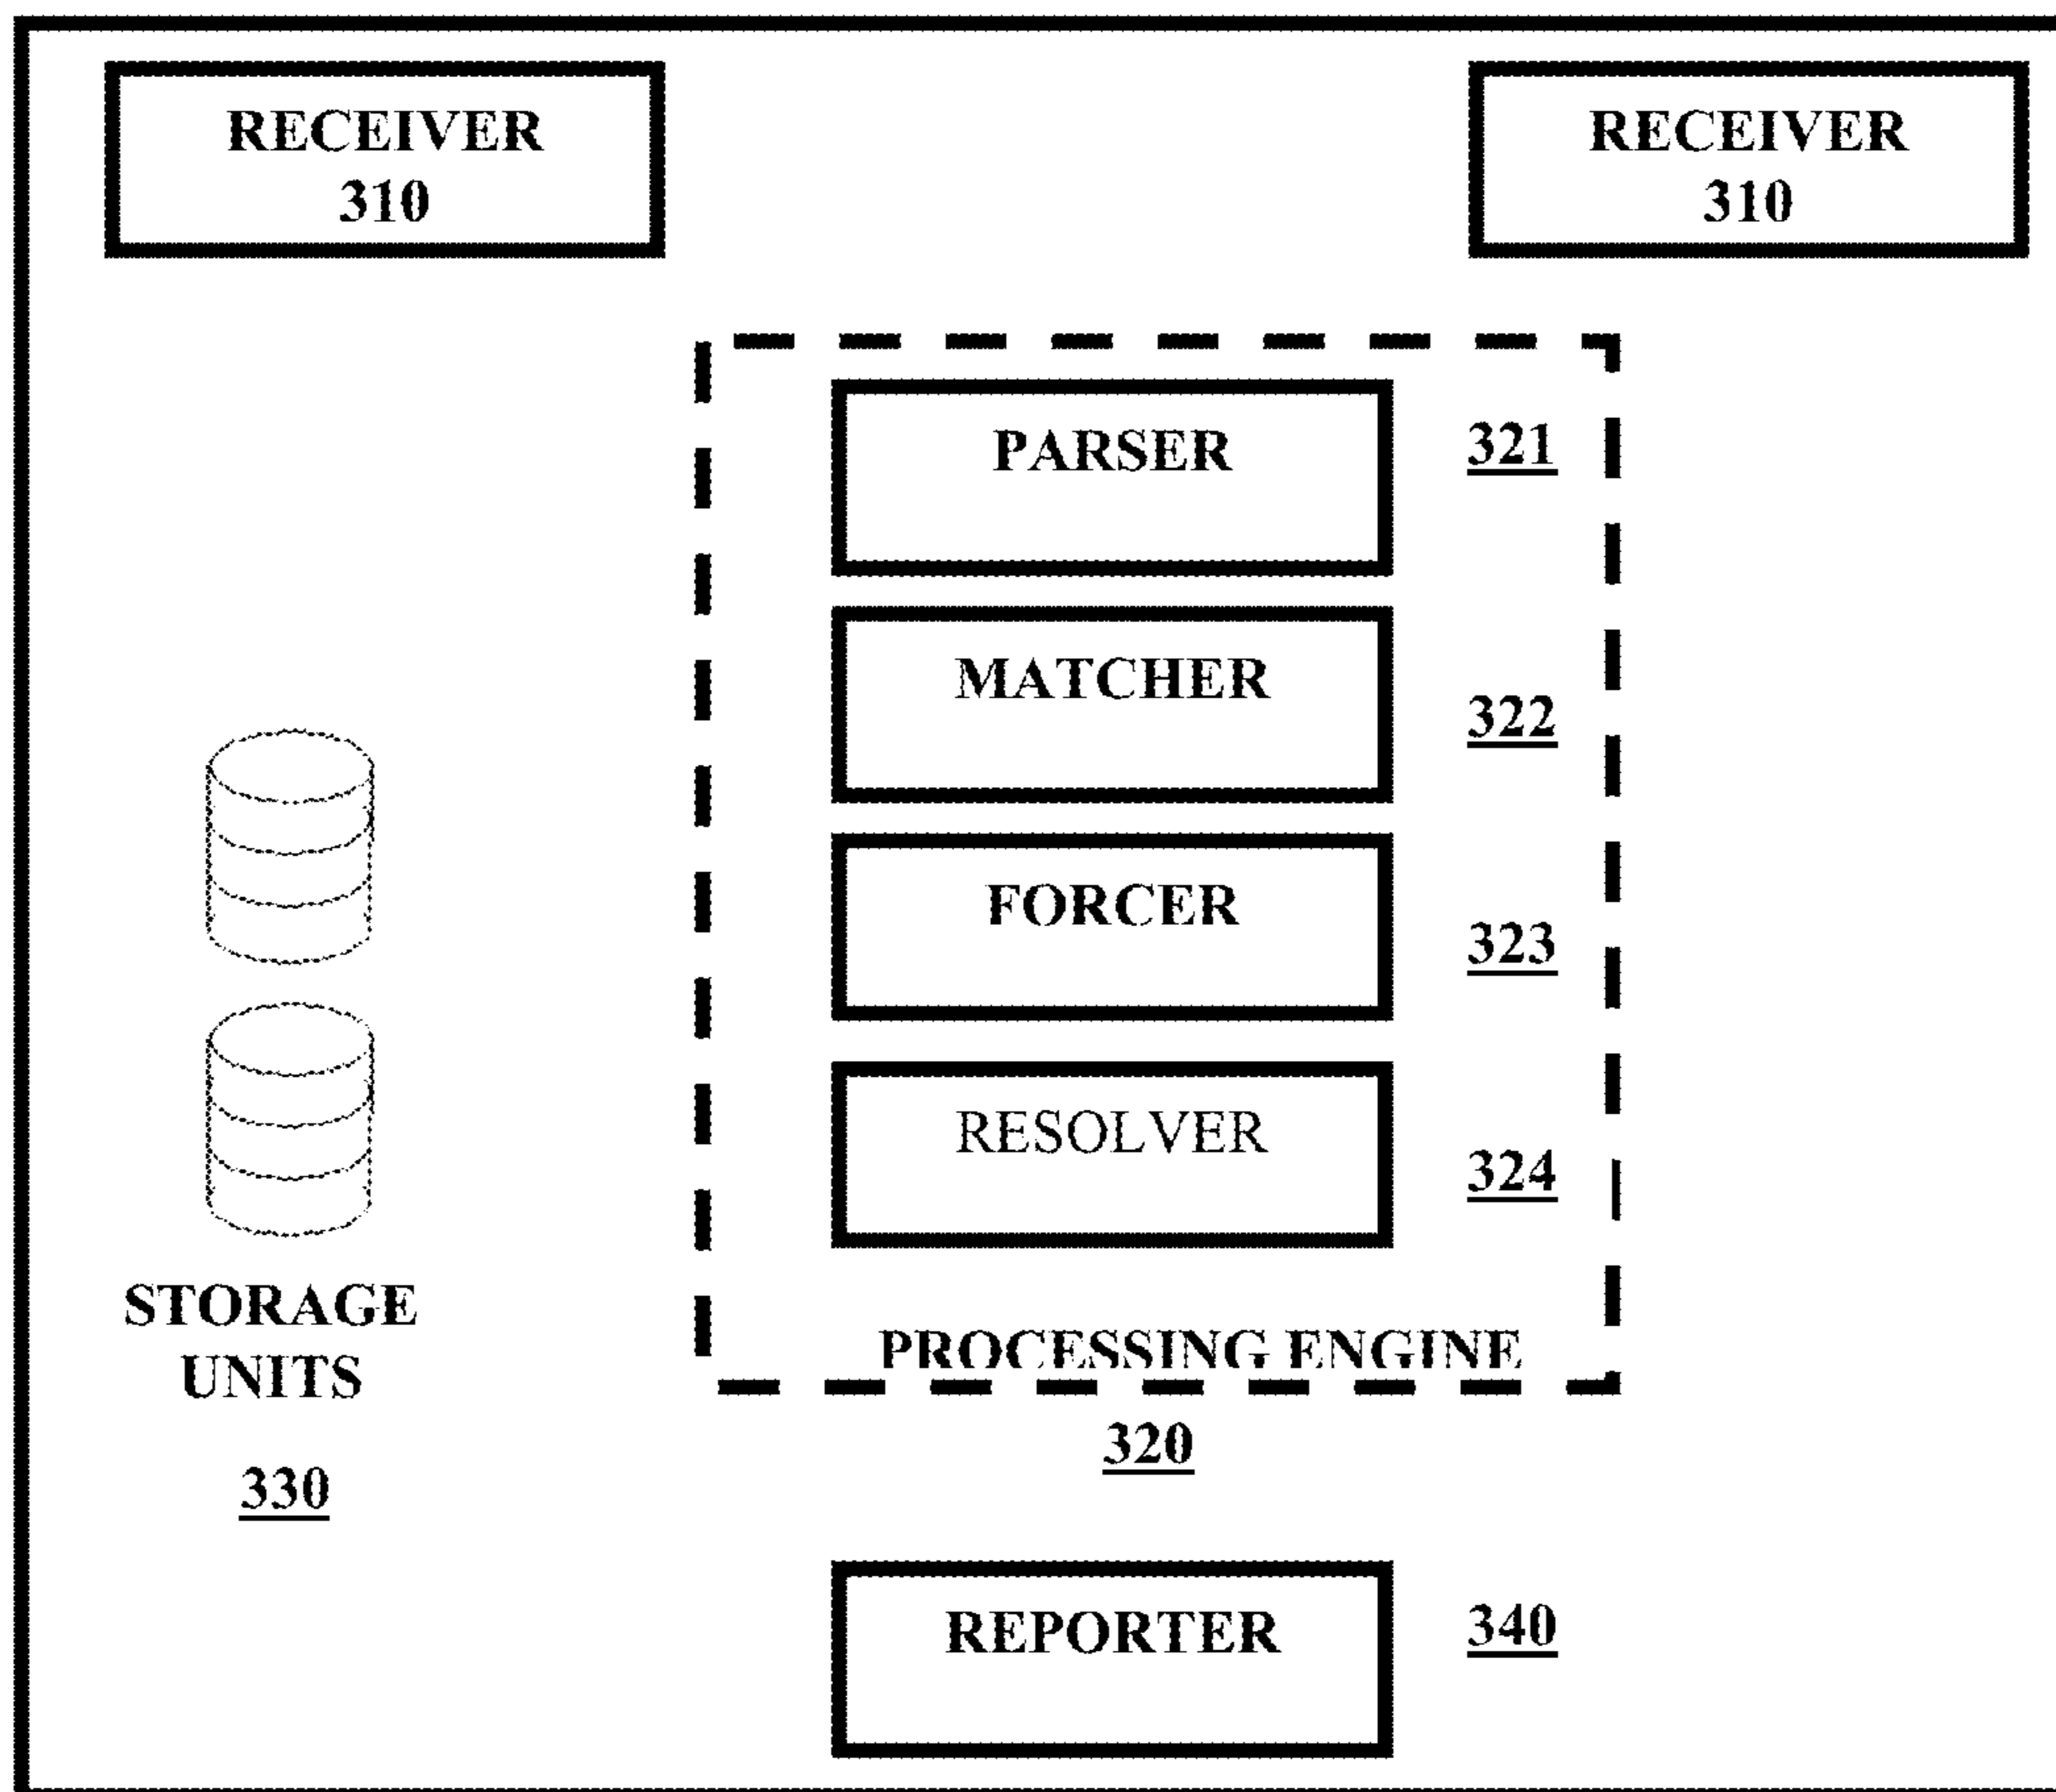 RECEIVER
310
RECEIVER
310
PARSER
321
MATCHER
322
FORCER
323
RESOLVER
324
PROCESSING ENGINE
320
STORAGE
UNITS
330
REPORTER
340